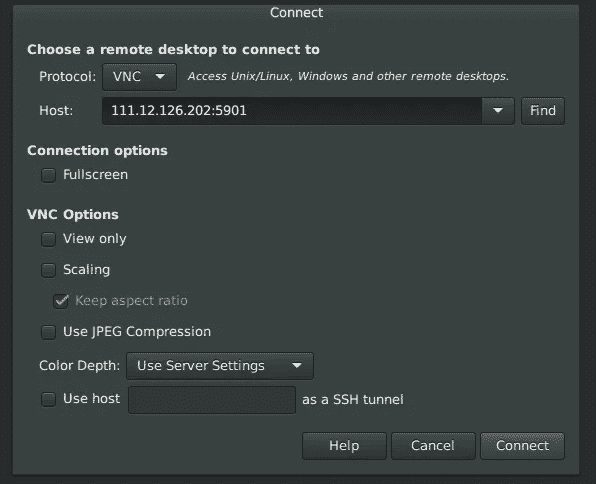 Connect
Choose a remote desktop to connect to
Protocol: VNC Access Unix/Linux, Windows and other remote desktops.
Host: 111.12.126.202:5901 Find
Connection options
Fullscreen
VNC Options
View only
Scaling
Keep aspect ratio
Use JPEG Compression
Color Depth: Use Server Settings
Use host as a SSH tunnel
Help Cancel Connect